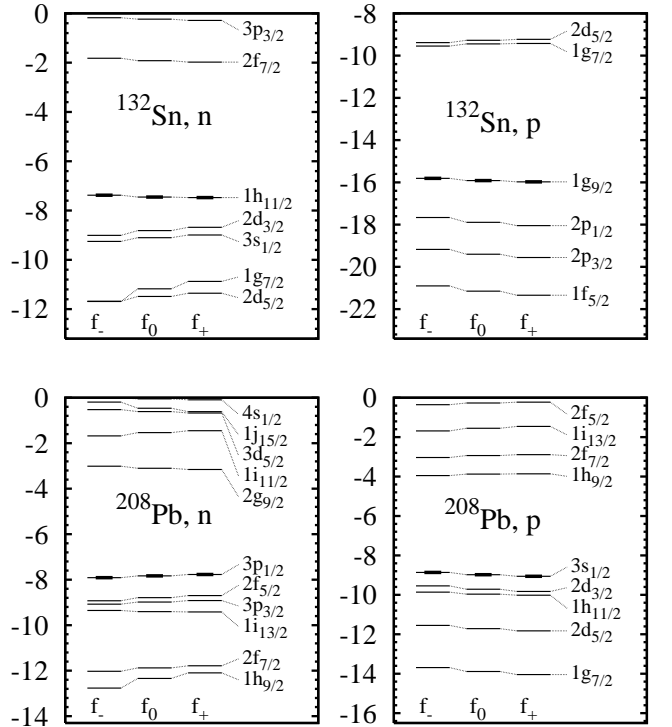 0
-2
-4
-6
-8
-10
-12
132Sn, n
3p3/2
2f7/2
1h11/2
2d3/2
3s1/2
1g7/2
2d5/2
f- f0 f+
-8
-10
-12
-14
-16
-18
-20
-22
132Sn, p
2d5/2
1g7/2
1g9/2
2p1/2
2p3/2
1f5/2
f- f0 f+
0
-2
-4
-6
-8
-10
-12
-14
208Pb, n
4s1/2
1j15/2
3d5/2
1i11/2
2g9/2
3p1/2
2f5/2
3p3/2
1i13/2
2f7/2
1h9/2
f- f0 f+
0
-2
-4
-6
-8
-10
-12
-14
-16
208Pb, p
2f5/2
1i13/2
2f7/2
1h9/2
3s1/2
2d3/2
1h11/2
2d5/2
1g7/2
f- f0 f+